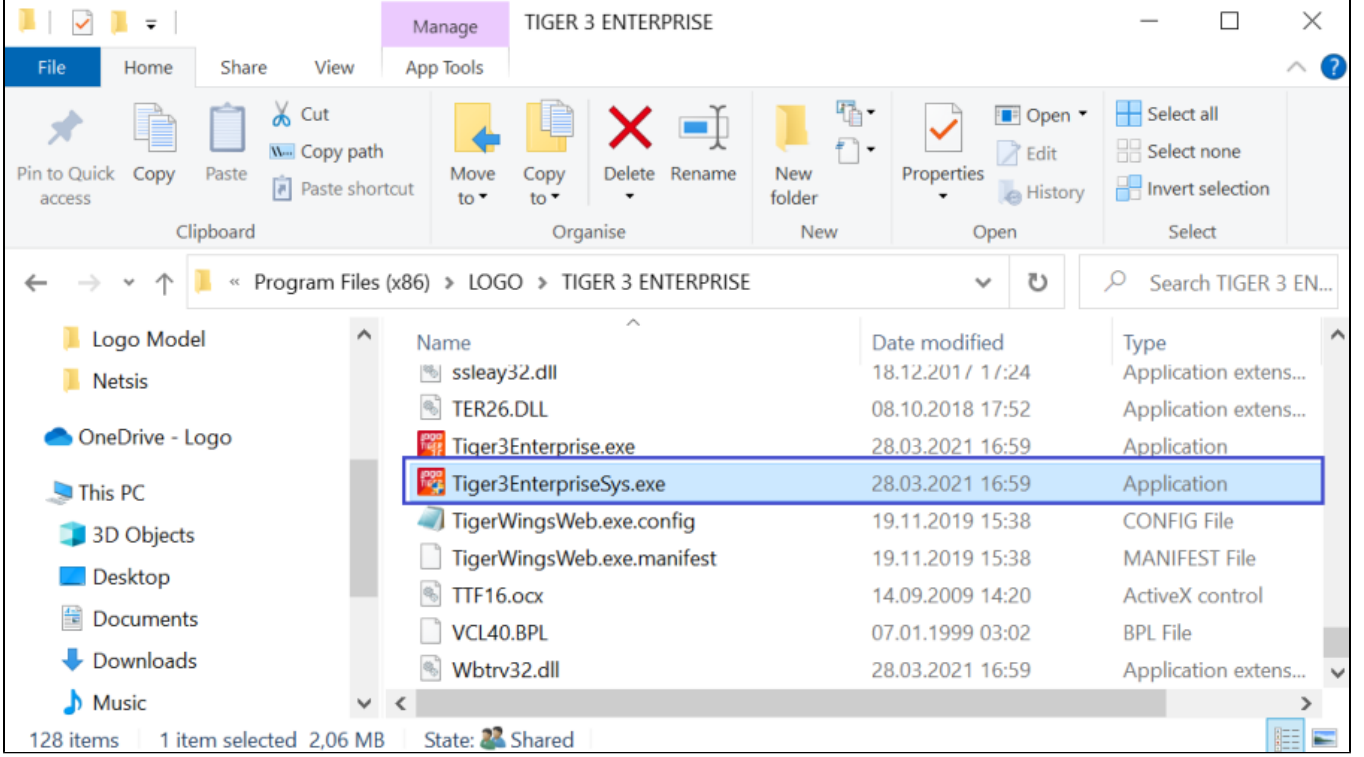 Manage TIGER 3 ENTERPRISE
File Home Share View App Tools
Pin to Quick access
Copy
Paste
Cut
Copy path
Paste shortcut
Clipboard
Move to
Copy to
Delete
Rename
Organise
New folder
New
Properties
Open
Edit
History
Open
Select all
Select none
Invert selection
Select
« Program Files (x86) > LOGO > TIGER 3 ENTERPRISE
Search TIGER 3 EN...
Logo Model
Netsis
OneDrive - Logo
This PC
3D Objects
Desktop
Documents
Downloads
Music
Name Date modified Type
ssleay32.dll 18.12.2017 17:24 Application extens...
TER26.DLL 08.10.2018 17:52 Application extens...
Tiger3Enterprise.exe 28.03.2021 16:59 Application
Tiger3EnterpriseSys.exe 28.03.2021 16:59 Application
TigerWingsWeb.exe.config 19.11.2019 15:38 CONFIG File
TigerWingsWeb.exe.manifest 19.11.2019 15:38 MANIFEST File
TTF16.ocx 14.09.2009 14:20 ActiveX control
VCL40.BPL 07.01.1999 03:02 BPL File
Wbtrv32.dll 28.03.2021 16:59 Application extens...
128 items 1 item selected 2,06 MB State: Shared